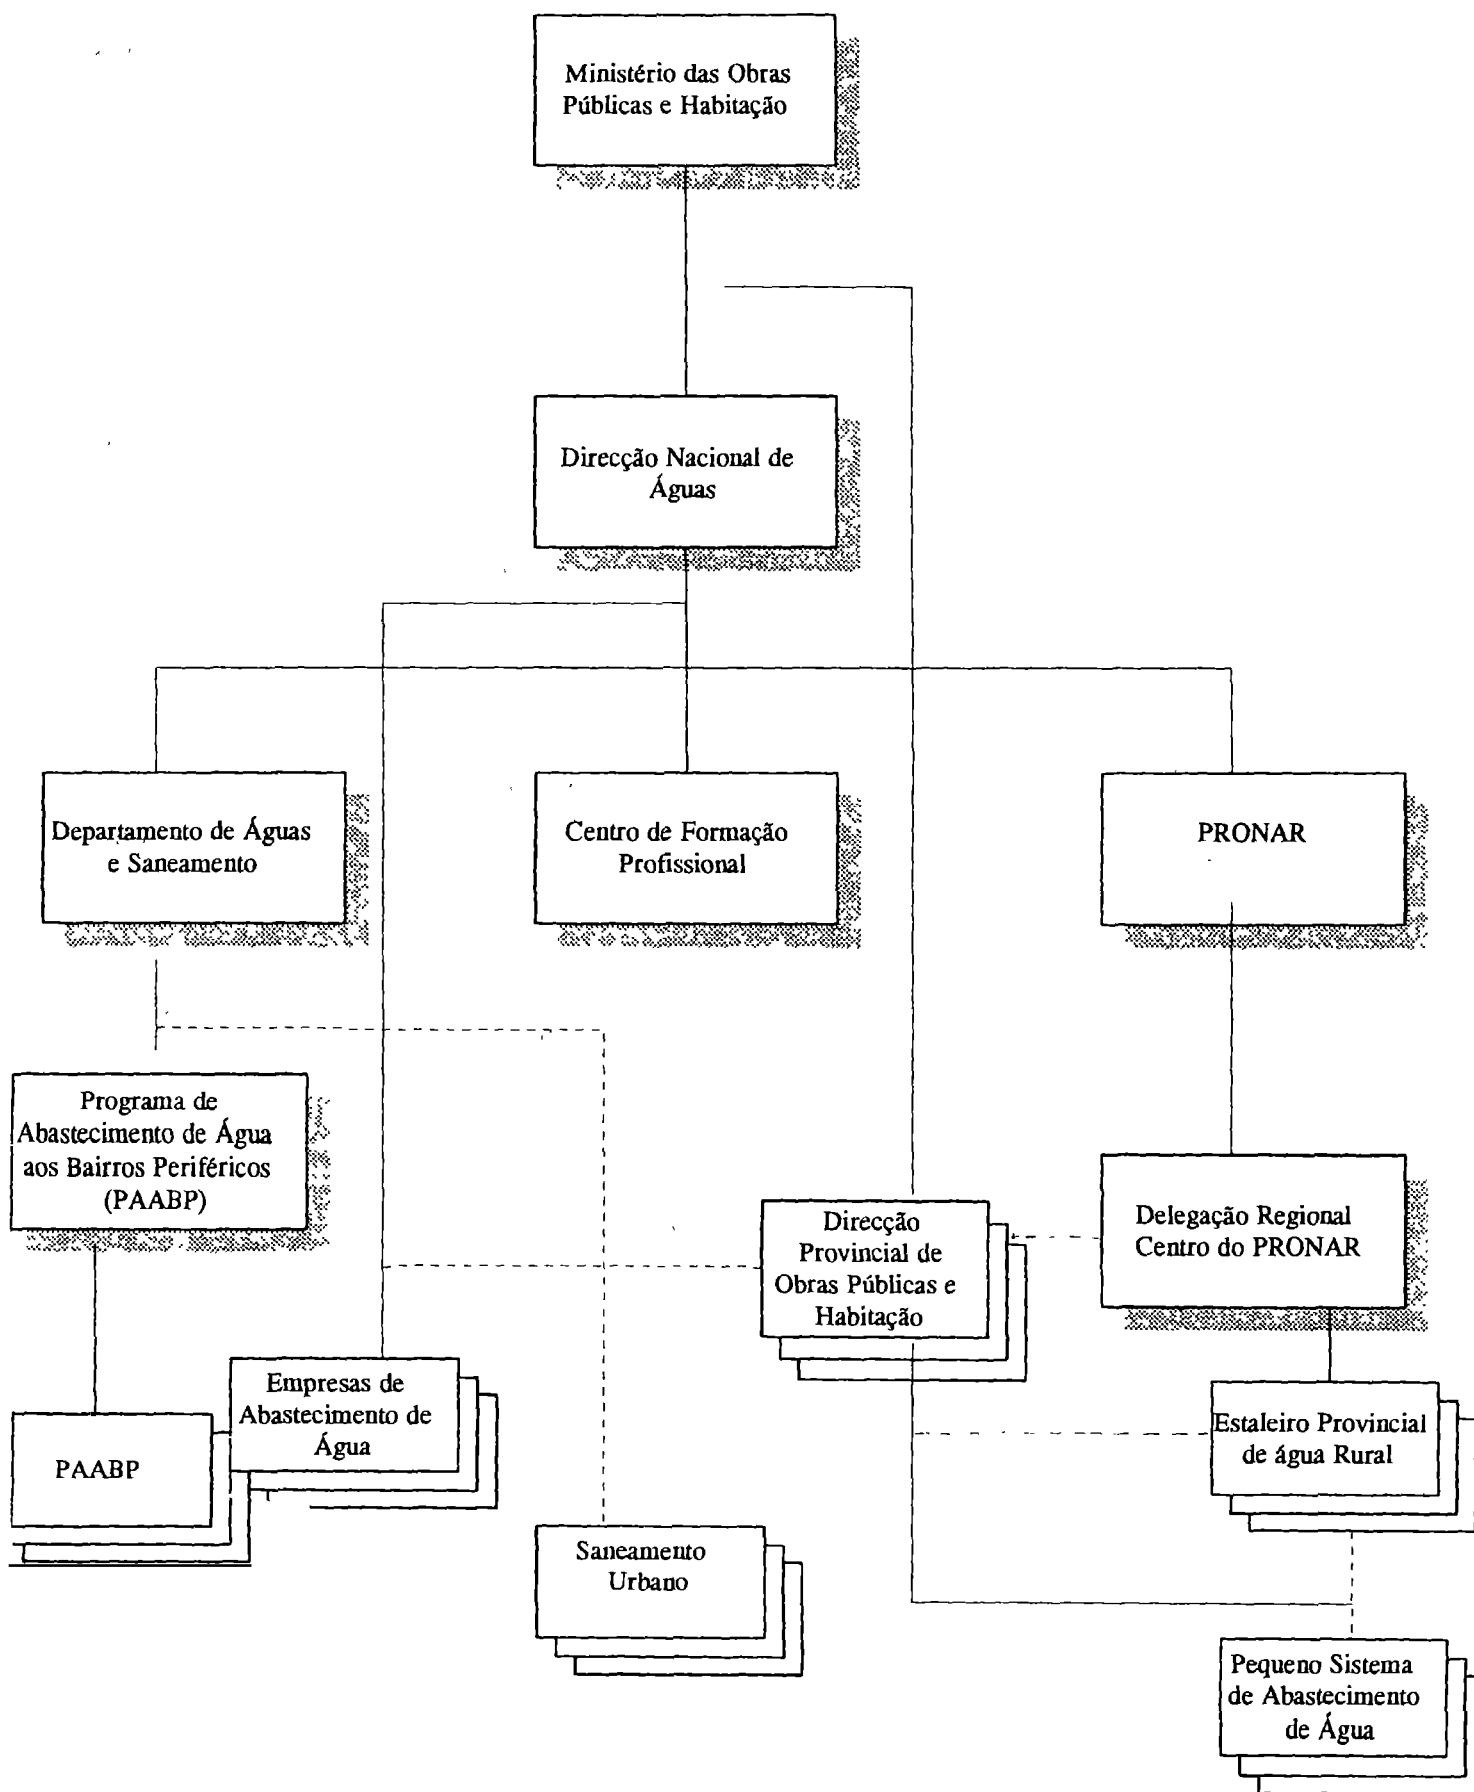 Ministério das Obras
Públicas e Habitação
Direcção Nacional de
Águas
Departamento de Águas
e Saneamento
Centro de Formação
Profissional
PRONAR
Programa de
Abastecimento de Água
aos Bairros Periféricos
(PAABP)
Direcção
Provincial de
Obras Públicas e
Habitação
Delegação Regional
Centro do PRONAR
Empresas de
Abastecimento de
Água
PAABP
Estaleiro Provincial
de água Rural
Saneamento
Urbano
Pequeno Sistema
de Abastecimento
de Água